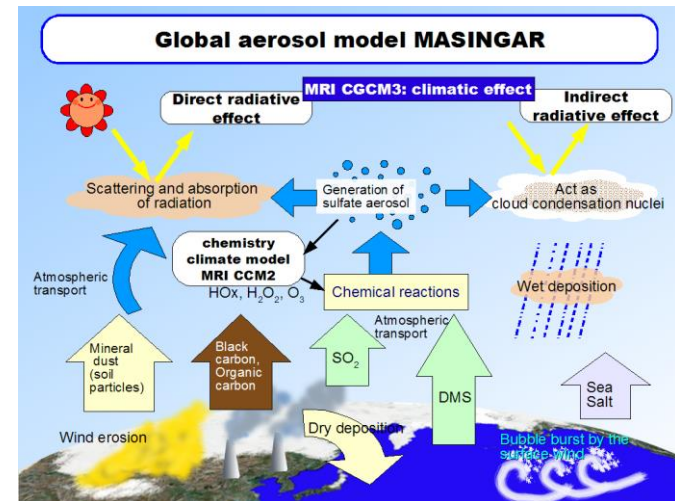 Global aerosol model MASINGAR
MRI CGCM3: climatic effect
Direct radiative
effect
Indirect
radiative effect
Scattering and absorption
of radiation
Generation of
sulfate aerosol
Act as
cloud condensation nuclei
chemistry
climate model
MRI CCM2
HOx, H₂O₂, O₃
Atmospheric
transport
Chemical reactions
Wet deposition
Atmospheric
transport
Mineral
dust
(soil
particles)
Black
carbon,
Organic
carbon
SO₂
DMS
Sea
Salt
Wind erosion
Dry deposition
Bubble burst by the
surface wind